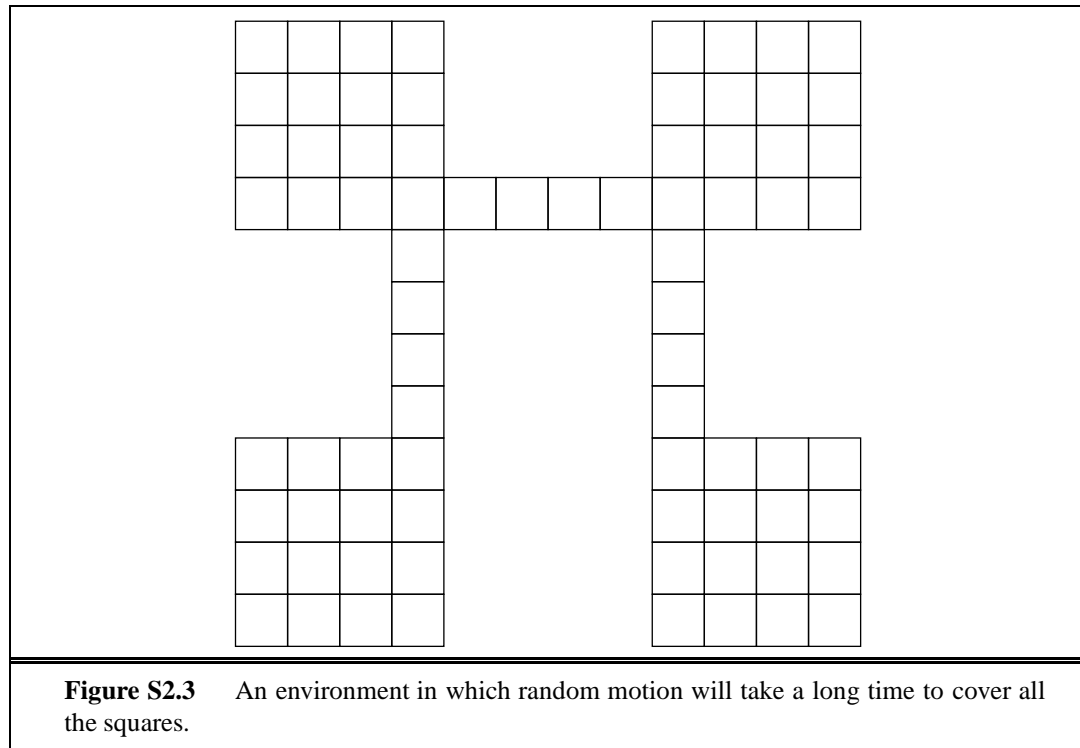 Figure S2.3 An environment in which random motion will take a long time to cover all
the squares.